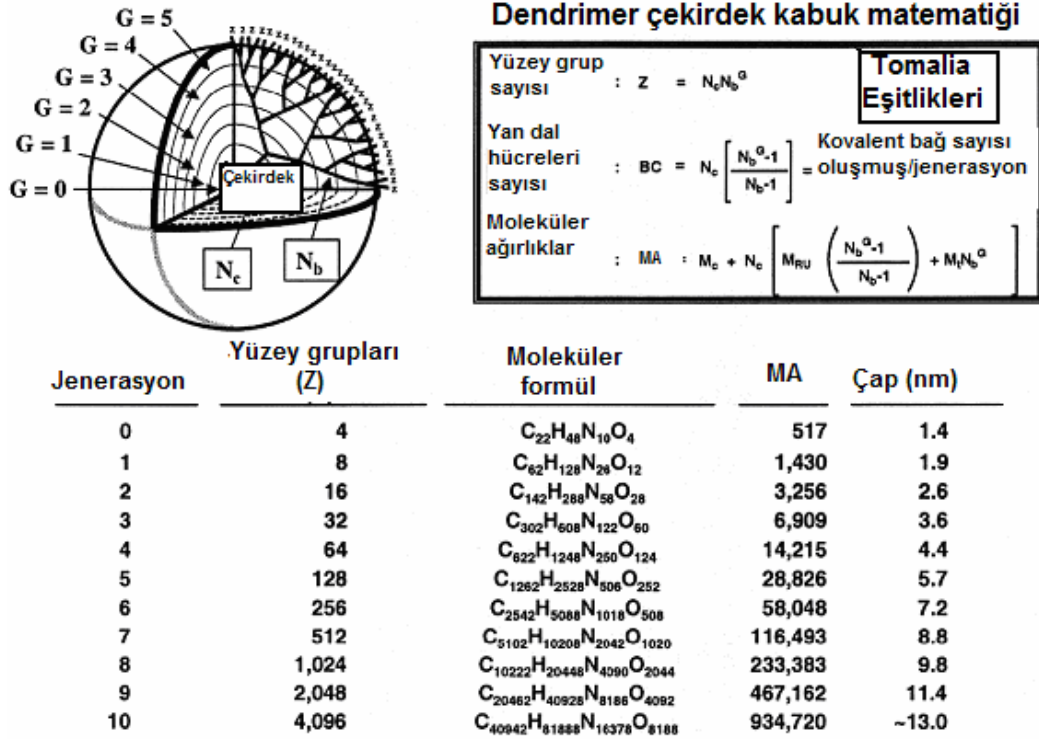 Dendrimer çekirdek kabuk matematiği
G = 5
G = 4
G = 3
G = 2
G = 1
G = 0
Çekirdek
N_c
N_b
Z Z Z Z
Yüzey grup
sayısı : Z = N_cN_b^G
Tomalia
Eşitlikleri
Yan dal
hücreleri
sayısı : BC = N_c [ (N_b^G-1) / (N_b-1) ] = Kovalent bağ sayısı
oluşmuş/jenerasyon
Moleküler
ağırlıklar : MA : M_c + N_c [ M_RU ( (N_b^G-1) / (N_b-1) ) + M_tN_b^G ]
Jenerasyon Yüzey grupları (Z) Moleküler formül MA Çap (nm)
0 4 C₂₂H₄₈N₁₀O₄ 517 1.4
1 8 C₆₂H₁₂₈N₂₆O₁₂ 1,430 1.9
2 16 C₁₄₂H₂₈₈N₅₈O₂₈ 3,256 2.6
3 32 C₃₀₂H₆₀₈N₁₂₂O₆₀ 6,909 3.6
4 64 C₆₂₂H₁₂₄₈N₂₅₀O₁₂₄ 14,215 4.4
5 128 C₁₂₆₂H₂₅₂₈N₅₀₆O₂₅₂ 28,826 5.7
6 256 C₂₅₄₂H₅₀₈₈N₁₀₁₈O₅₀₈ 58,048 7.2
7 512 C₅₁₀₂H₁₀₂₀₈N₂₀₄₂O₁₀₂₀ 116,493 8.8
8 1,024 C₁₀₂₂₂H₂₀₄₄₈N₄₀₉₀O₂₀₄₄ 233,383 9.8
9 2,048 C₂₀₄₆₂H₄₀₉₂₈N₈₁₈₆O₄₀₉₂ 467,162 11.4
10 4,096 C₄₀₉₄₂H₈₁₈₈₈N₁₆₃₇₈O₈₁₈₈ 934,720 ~13.0